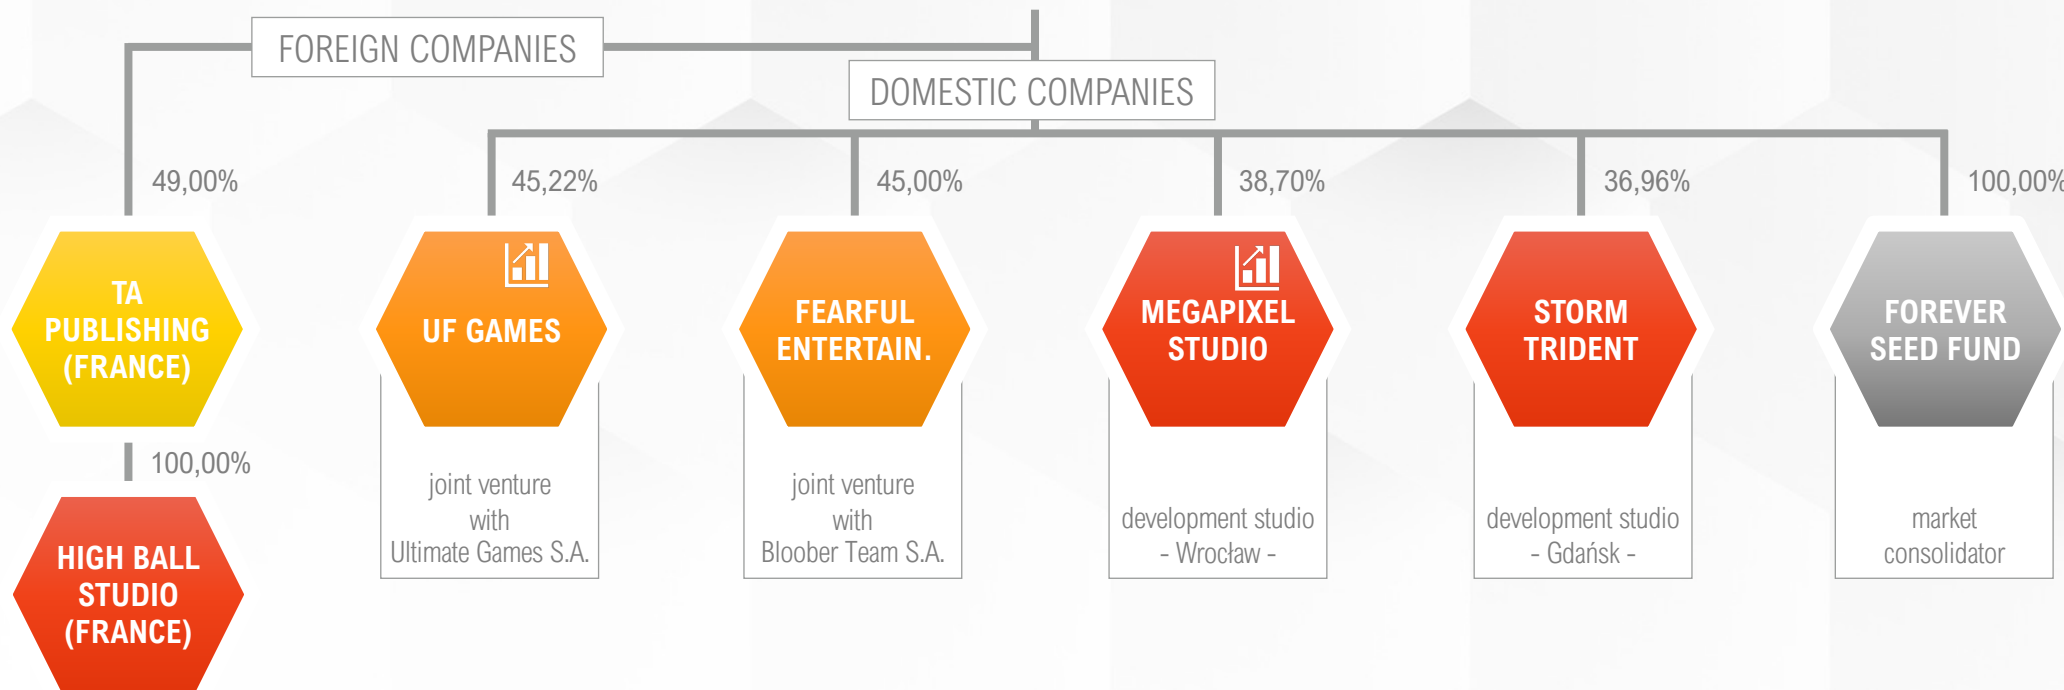 FOREIGN COMPANIES
DOMESTIC COMPANIES
49,00%
45,22%
45,00%
38,70%
36,96%
100,00%
TA
PUBLISHING
(FRANCE)
UF GAMES
FEARFUL
ENTERTAIN.
MEGAPIXEL
STUDIO
STORM
TRIDENT
FOREVER
SEED FUND
100,00%
HIGH BALL
STUDIO
(FRANCE)
joint venture
with
Ultimate Games S.A.
joint venture
with
Bloober Team S.A.
development studio
- Wrocław -
development studio
- Gdańsk -
market
consolidator